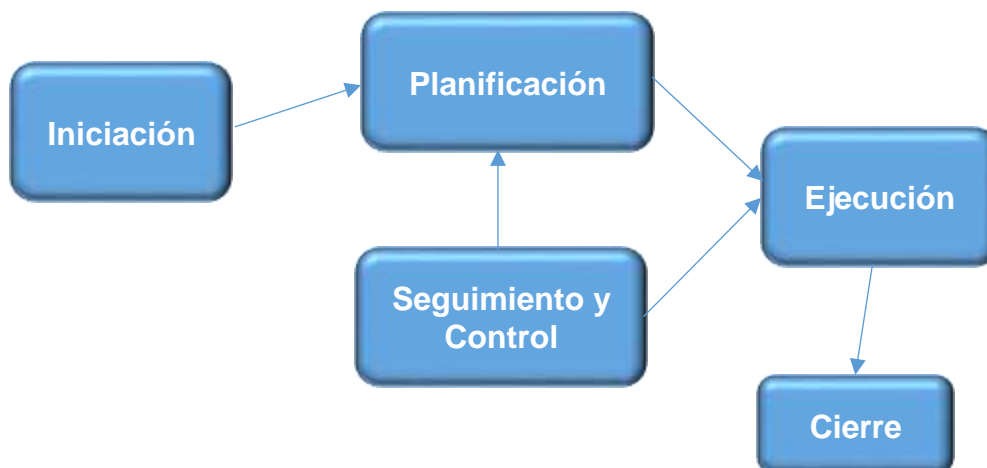 Iniciación
Planificación
Ejecución
Seguimiento y
Control
Cierre